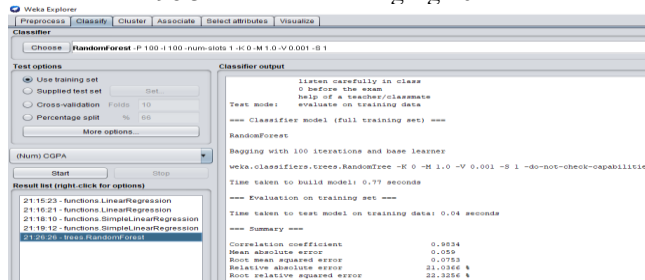 Weka Explorer
Preprocess Classify Cluster Associate Select attributes Visualize
Classifier
Choose RandomForest -P 100 -I 100 -num-slots 1 -K 0 -M 1.0 -V 0.001 -S 1
Test options
Use training set
Supplied test set Set...
Cross-validation Folds 10
Percentage split % 66
More options...
(Num) CGPA
Start Stop
Result list (right-click for options)
21:15:23 - functions.LinearRegression
21:16:21 - functions.LinearRegression
21:18:10 - functions.SimpleLinearRegression
21:19:12 - functions.SimpleLinearRegression
21:26:26 - trees.RandomForest
Classifier output
listen carefully in class
0 before the exam
help of a teacher/classmate
Test mode: evaluate on training data
=== Classifier model (full training set) ===
RandomForest
Bagging with 100 iterations and base learner
weka.classifiers.trees.RandomTree -K 0 -M 1.0 -V 0.001 -S 1 -do-not-check-capabilitie
Time taken to build model: 0.77 seconds
=== Evaluation on training set ===
Time taken to test model on training data: 0.04 seconds
=== Summary ===
Correlation coefficient 0.9834
Mean absolute error 0.059
Root mean squared error 0.0753
Relative absolute error 21.0366 %
Root relative squared error 22.3256 %